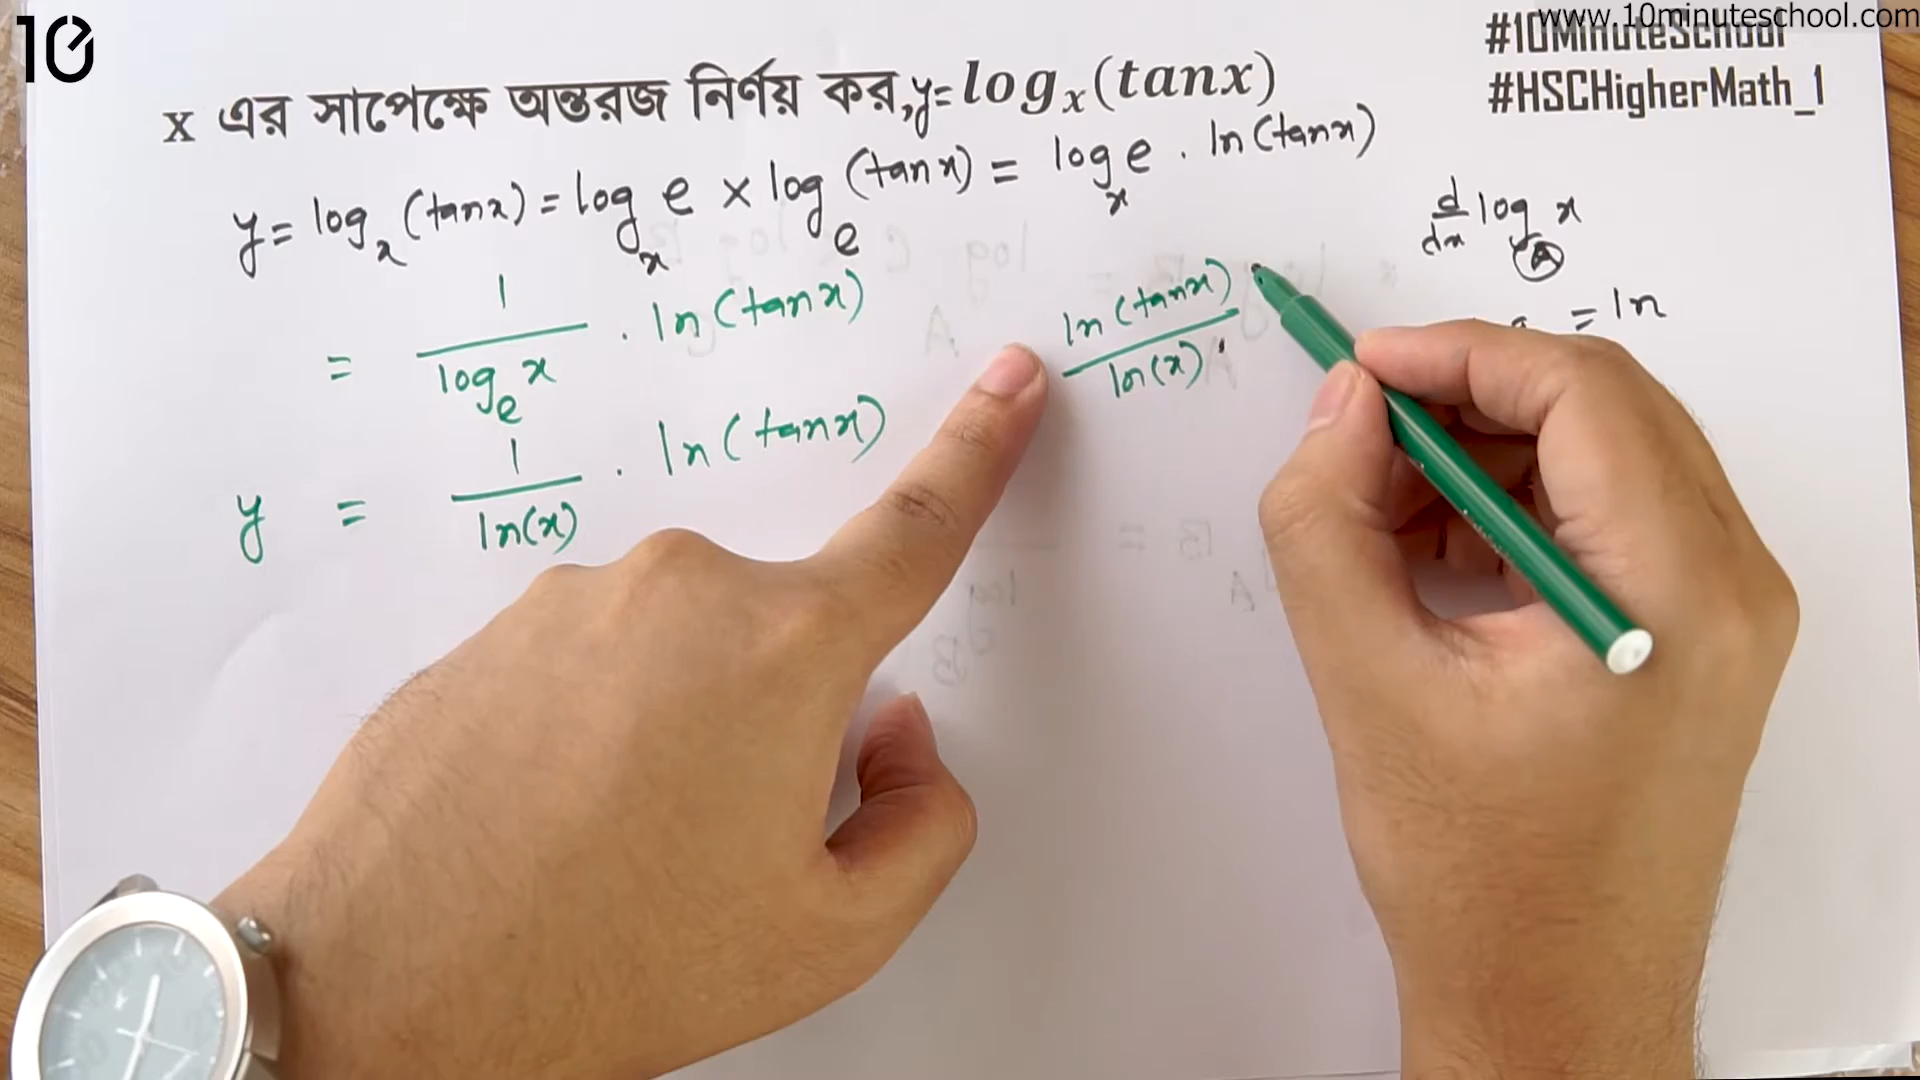 10
www.10minuteschool.com
#10MinuteSchool
#HSCHigherMath_1
x এর সাপেক্ষে অন্তরজ নির্ণয় কর, y= log_x(tanx)
y = log_x (tanx) = log_x e × log_e (tanx) = log_x e · ln(tanx)
d/dx log_a x
= 1/(log_e x) · ln(tanx)
ln(tanx)/ln(x)
= ln
y = 1/ln(x) · ln(tanx)